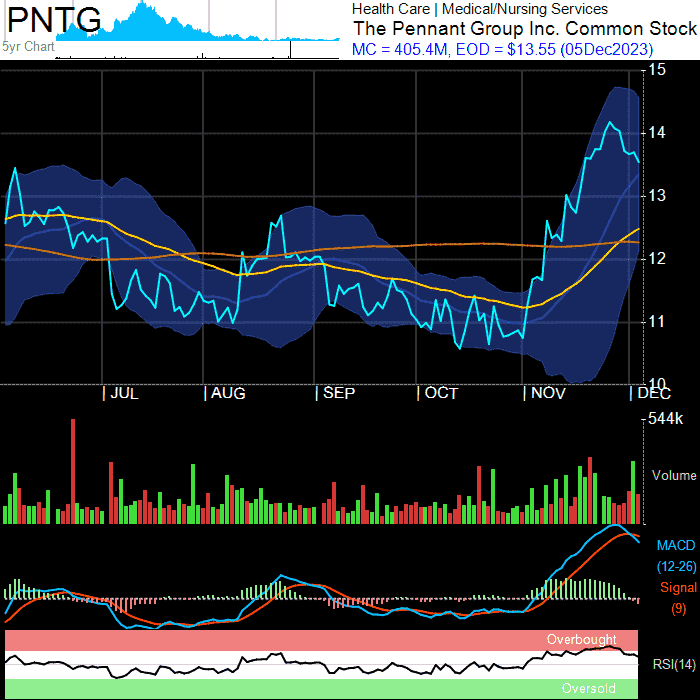 PNTG
5yr Chart
Health Care | Medical/Nursing Services
The Pennant Group Inc. Common Stock
MC = 405.4M, EOD = $13.55 (05Dec2023)
15
14
13
12
11
10
| JUL
| AUG
| SEP
| OCT
| NOV
| DEC
544k
Volume
MACD
(12-26)
Signal
(9)
Overbought
RSI(14)
Oversold